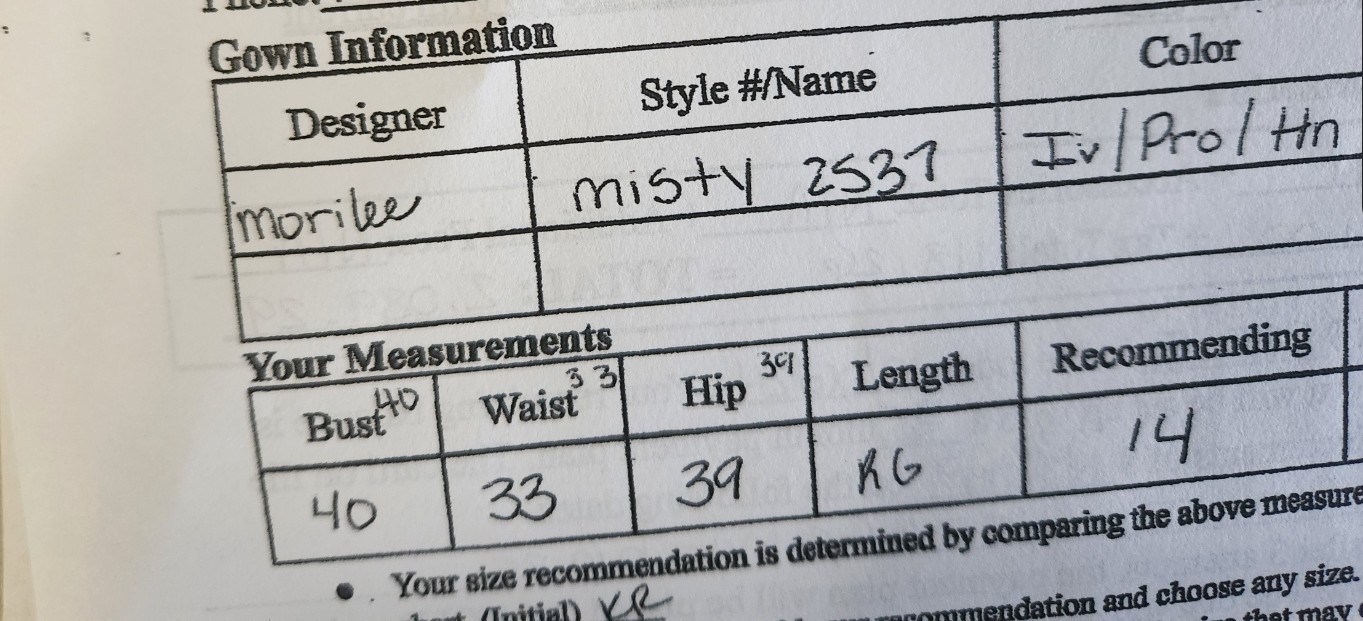 Gown Information
Designer Style #/Name Color
morilee misty 2537 Iv/Pro/Hn
Your Measurements
Bust 40 Waist 33 Hip 39 Length Recommending
40 33 39 RG 14
• Your size recommendation is determined by comparing the above measure
(Initial) KR recommendation and choose any size.
that may